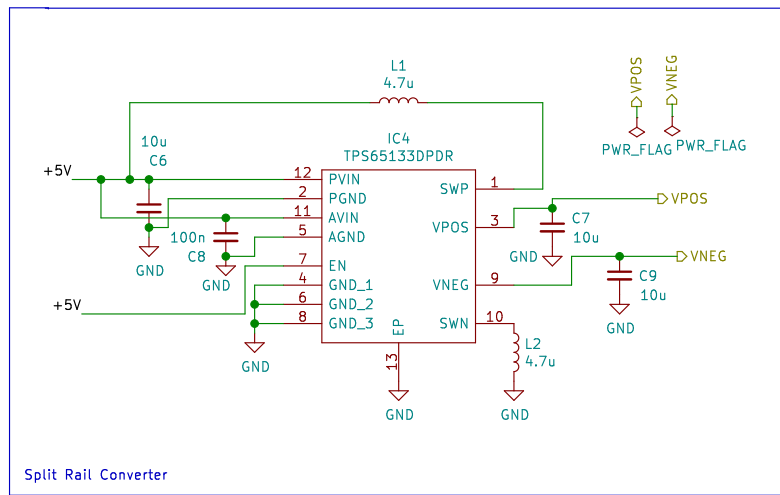 L1
4.7u
VPOS
VNEG
PWR_FLAG
PWR_FLAG
10u
C6
IC4
TPS65133DPDR
+5V
12
PVIN
2
PGND
11
AVIN
5
AGND
7
EN
4
GND_1
6
GND_2
8
GND_3
SWP
1
VPOS
3
VNEG
9
SWN
10
EP
13
VPOS
C7
10u
GND
VNEG
C9
10u
GND
GND
100n
C8
GND
+5V
GND
L2
4.7u
GND
GND
Split Rail Converter